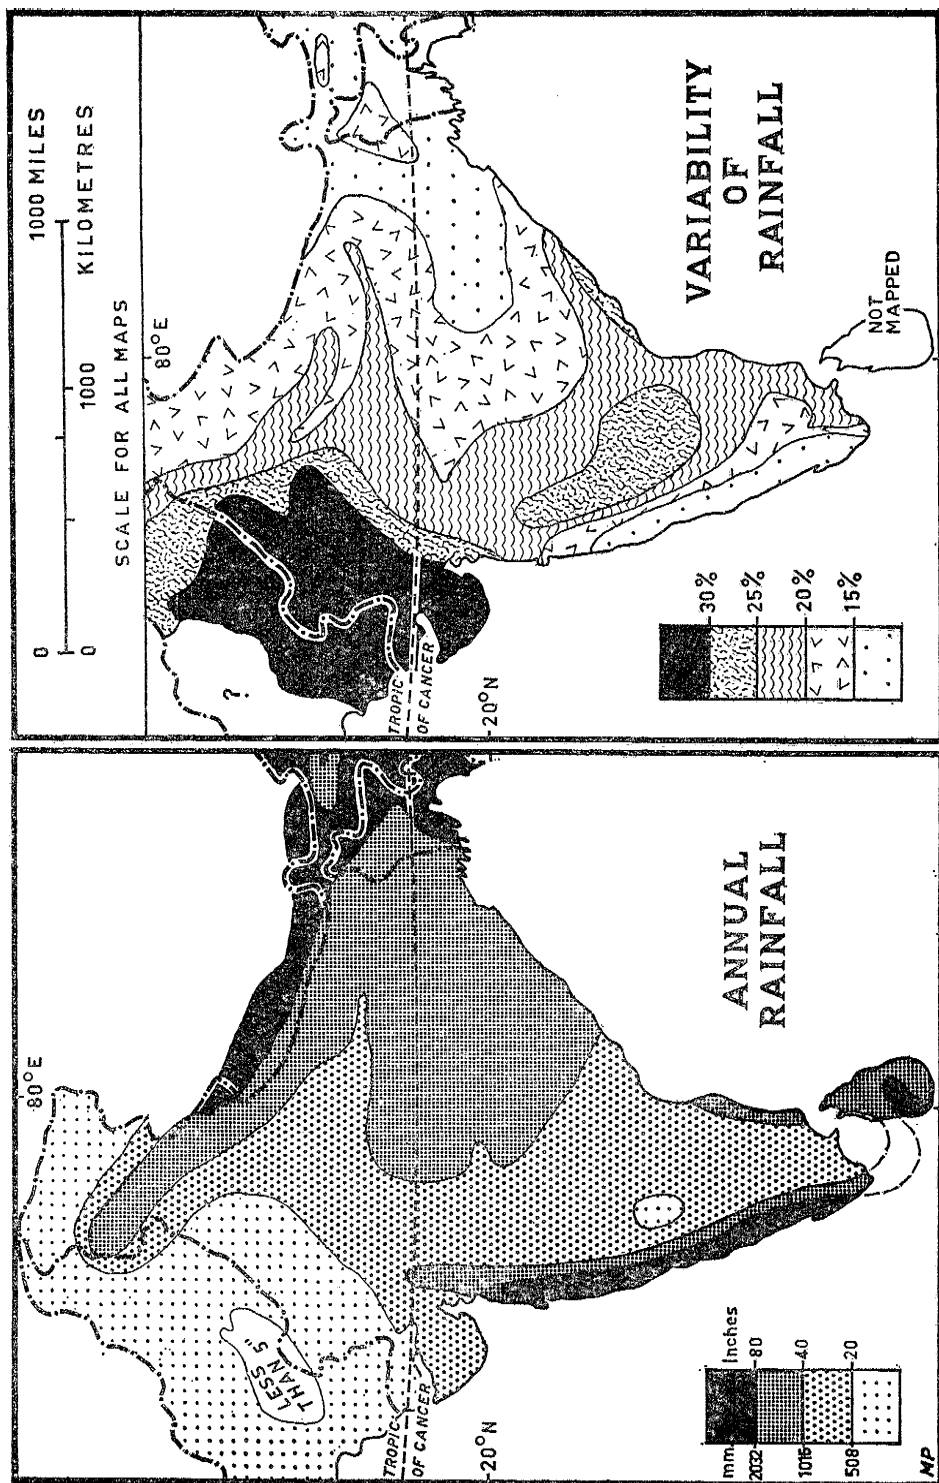 0
1000 MILES
0
1000
KILOMETRES
SCALE FOR ALL MAPS
80°E
?
TROPIC
OF CANCER
20°N
VARIABILITY
OF
RAINFALL
NOT
MAPPED
30%
25%
20%
15%
80°E
LESS
THAN 5"
TROPIC
OF CANCER
20°N
ANNUAL
RAINFALL
mm. Inches
2032 80
1016 40
508 20
MP